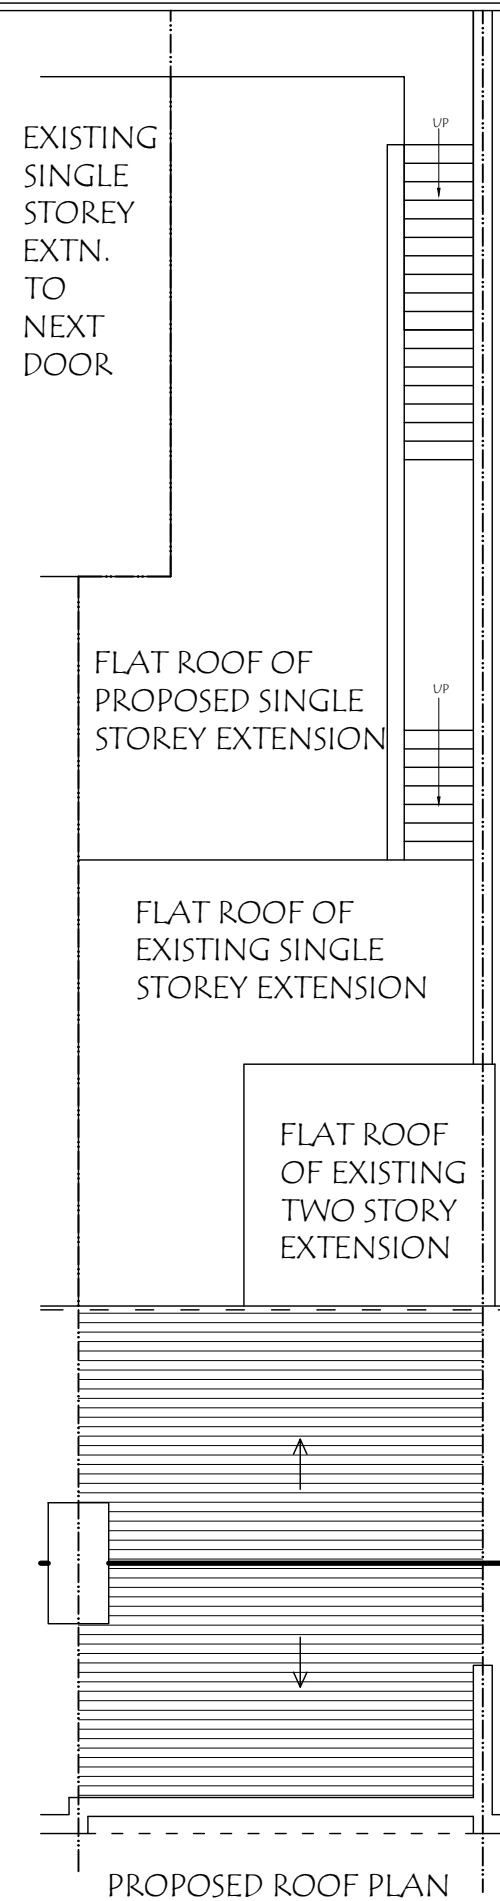 UP
EXISTING
SINGLE
STOREY
EXTN.
TO
NEXT
DOOR
FLAT ROOF OF
PROPOSED SINGLE
STOREY EXTENSION
UP
FLAT ROOF OF
EXISTING SINGLE
STOREY EXTENSION
FLAT ROOF
OF EXISTING
TWO STORY
EXTENSION
PROPOSED ROOF PLAN